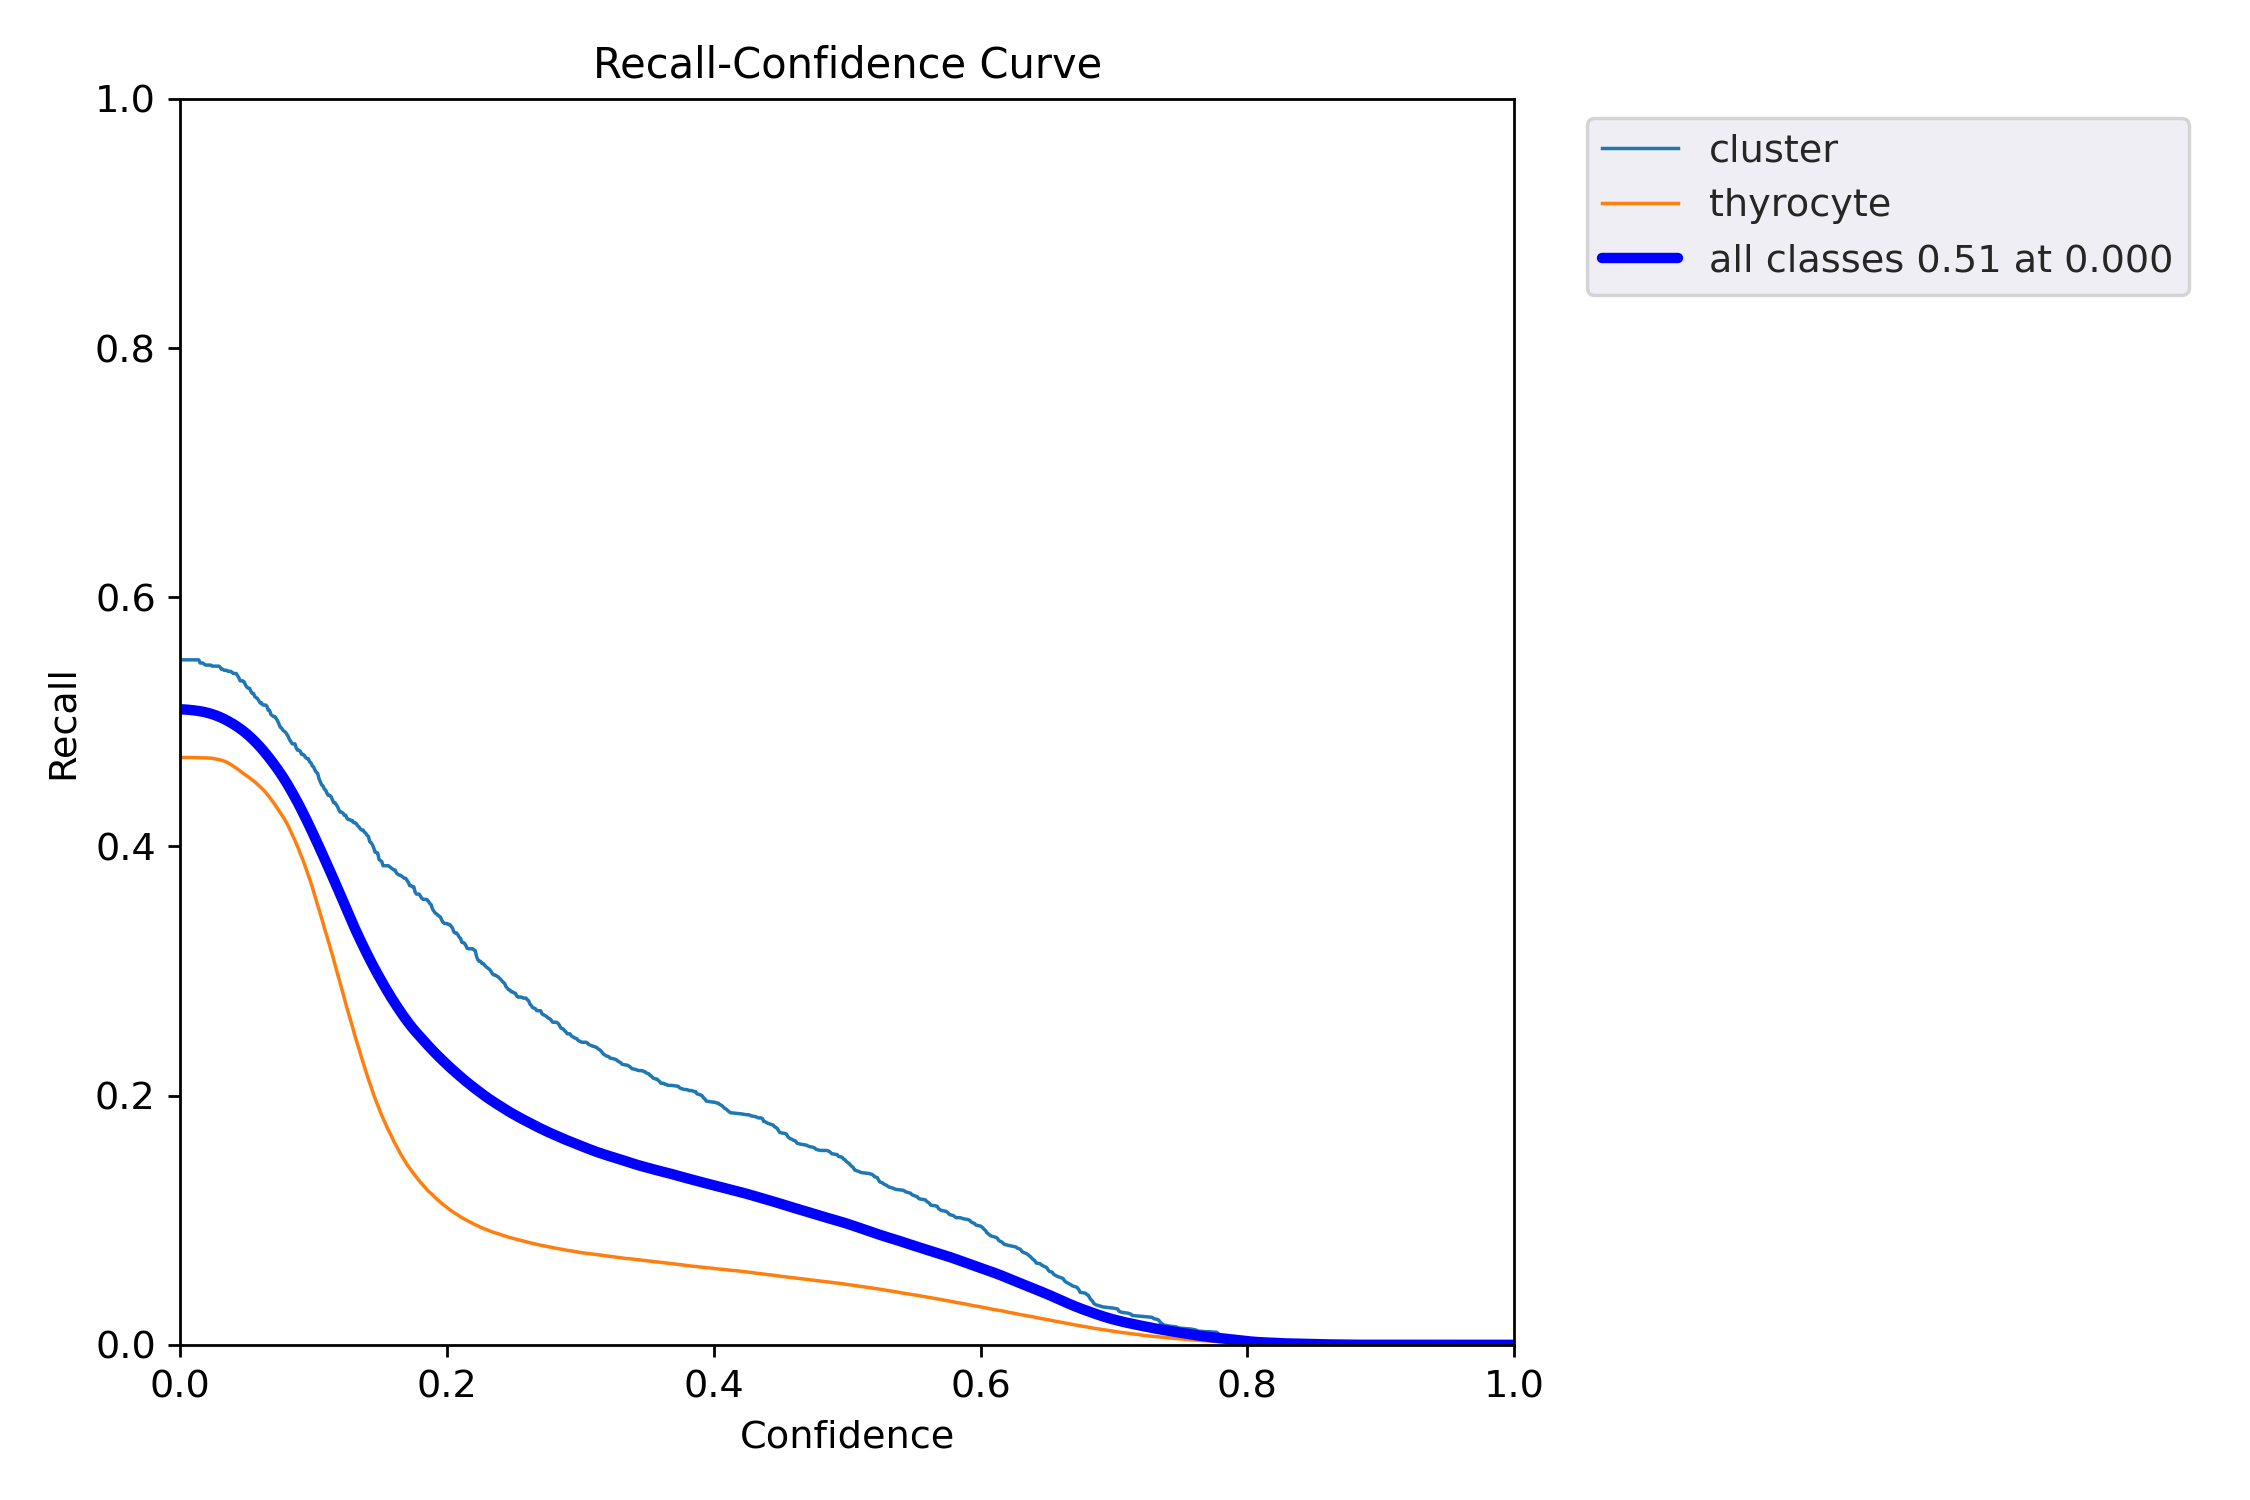 Recall-Confidence Curve
1.0
0.8
0.6
0.4
0.2
0.0
Recall
0.0 0.2 0.4 0.6 0.8 1.0
Confidence
cluster
thyrocyte
all classes 0.51 at 0.000